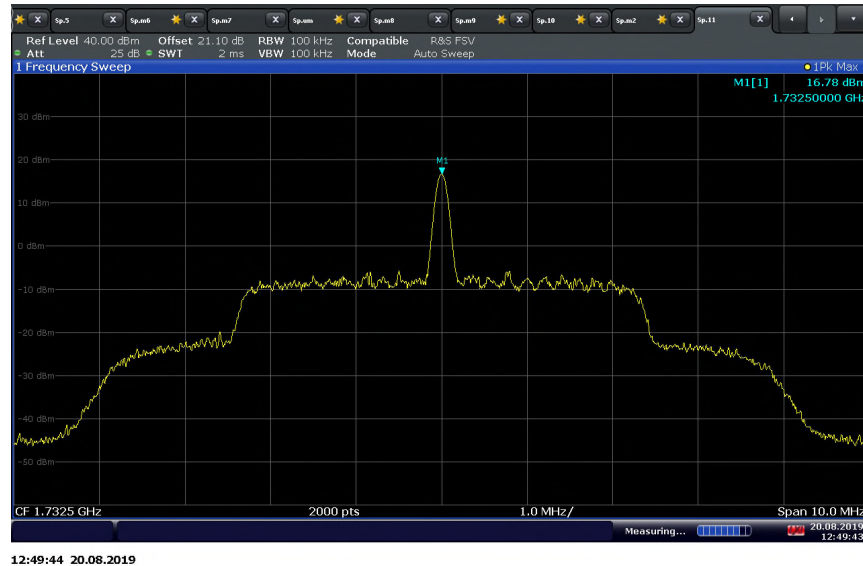 Sp.5 X Sp.m6 X Sp.m7 X Sp.um X Sp.m8 X Sp.m9 X Sp.10 X Sp.m2 X Sp.11 X
Ref Level 40.00 dBm Offset 21.10 dB RBW 100 kHz Compatible R&S FSV
Att 25 dB SWT 2 ms VBW 100 kHz Mode Auto Sweep
1 Frequency Sweep 1Pk Max
M1[1] 16.78 dBm
1.73250000 GHz
30 dBm
20 dBm
M1
10 dBm
0 dBm
-10 dBm
-20 dBm
-30 dBm
-40 dBm
-50 dBm
CF 1.7325 GHz 2000 pts 1.0 MHz/ Span 10.0 MHz
Measuring... 20.08.2019
12:49:43
12:49:44 20.08.2019